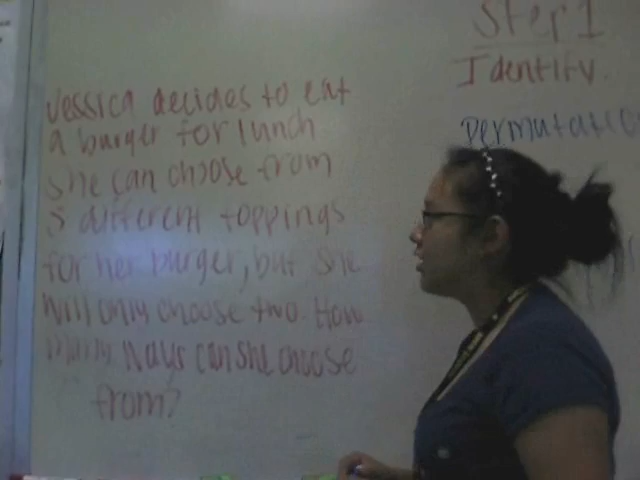 Jessica decides to eat
a burger for lunch
she can choose from
5 different toppings
for her burger, but she
will only choose two. How
many ways can she choose
from?
Step 1
Identify.